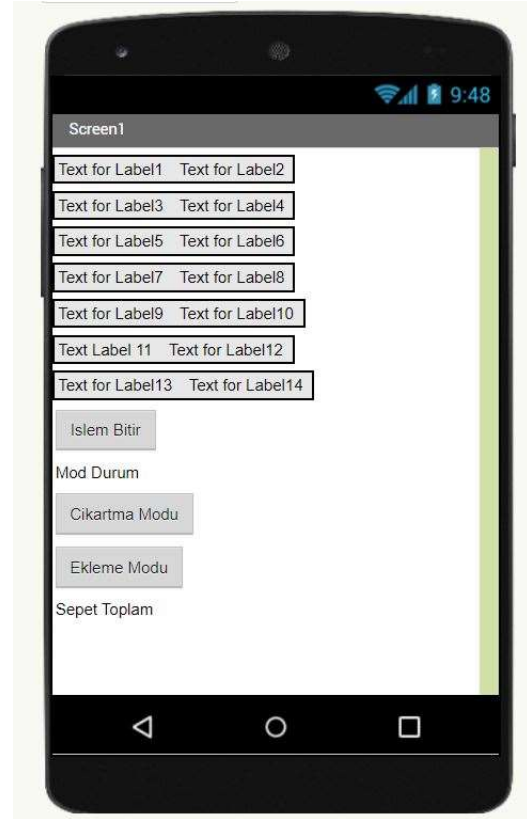 9:48
Screen1
Text for Label1 Text for Label2
Text for Label3 Text for Label4
Text for Label5 Text for Label6
Text for Label7 Text for Label8
Text for Label9 Text for Label10
Text Label 11 Text for Label12
Text for Label13 Text for Label14
Islem Bitir
Mod Durum
Cikartma Modu
Ekleme Modu
Sepet Toplam